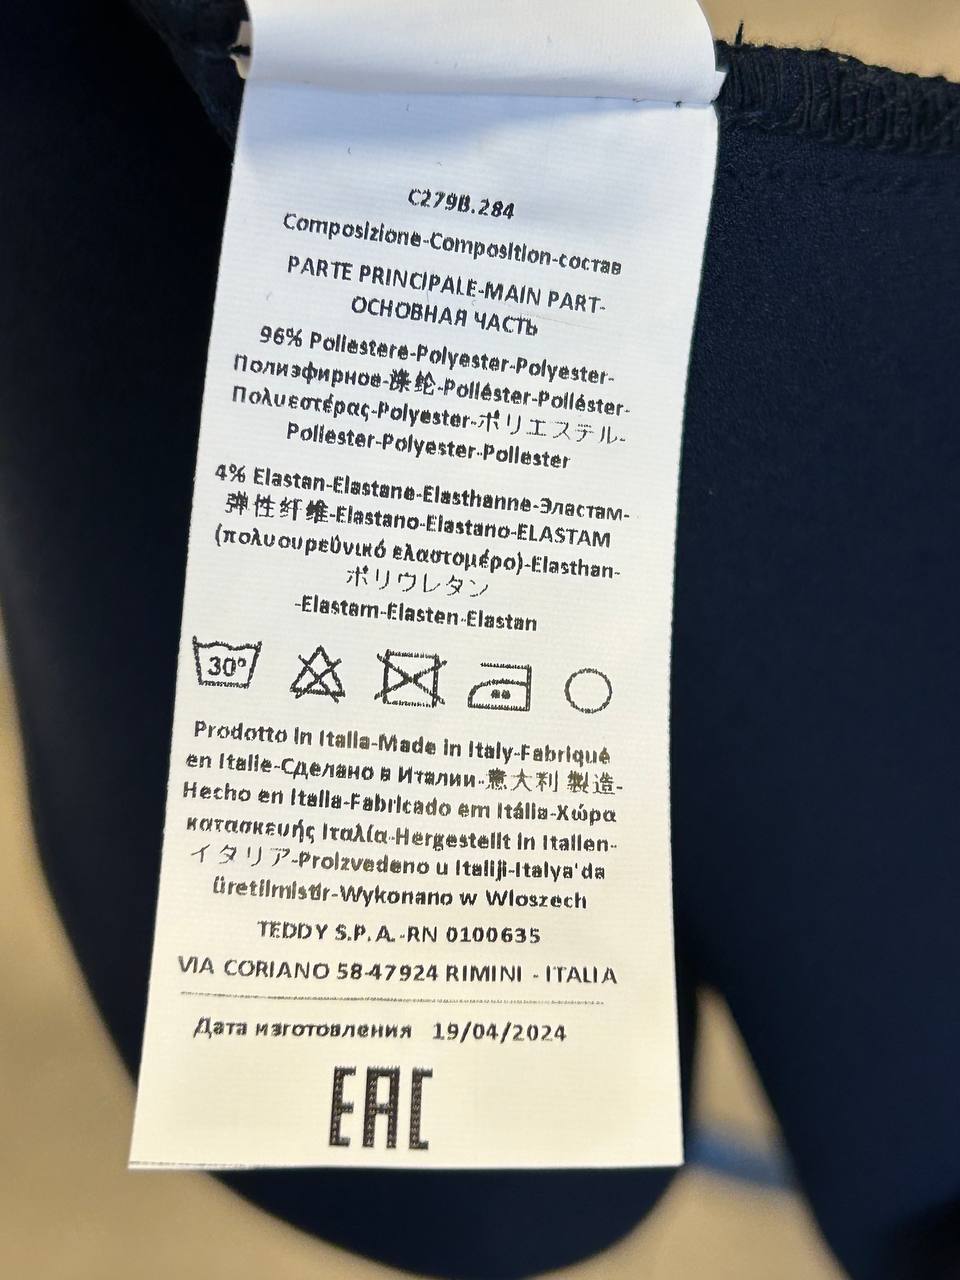 C279B.284
Composizione-Composition-состав
PARTE PRINCIPALE-MAIN PART-
ОСНОВНАЯ ЧАСТЬ
96% Poliestere-Polyester-Polyester-
Полиэфирное-涤纶-Poliéster-Poliéster-
Πολυεστέρας-Polyester-ポリエステル-
Poliester-Polyester-Poliester
4% Elastan-Elastane-Elasthanne-Эластам-
弹性纤维-Elastano-Elastano-ELASTAM
(πολυουρεθυνικό ελαστομέρο)-Elasthan-
ポリウレタン
-Elastam-Elasten-Elastan
30°
Prodotto in Italia-Made in Italy-Fabriqué
en Italie-Сделано в Италии-意大利 製造-
Hecho en Italia-Fabricado em Itália-Χώρα
κατασκευής Ιταλία-Hergestellt in Italien-
イタリア-Proizvedeno u Italiji-Italya'da
üretilmistir-Wykonano w Wloszech
TEDDY S.P.A.-RN 0100635
VIA CORIANO 58-47924 RIMINI - ITALIA
Дата изготовления 19/04/2024
EAC